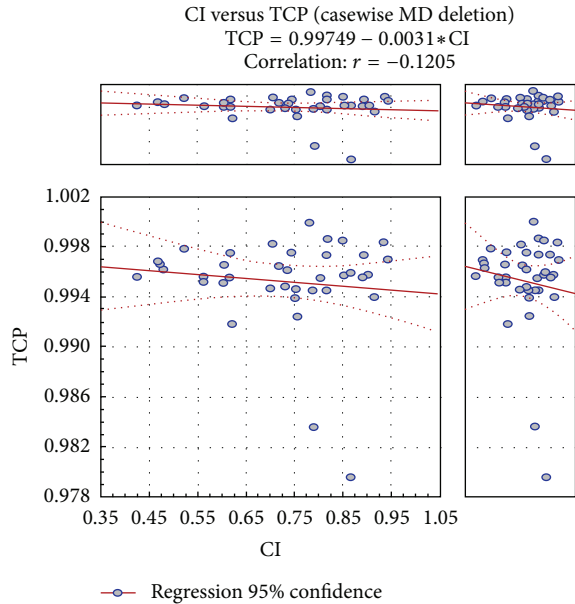 CI versus TCP (casewise MD deletion)
TCP = 0.99749 − 0.0031∗CI
Correlation: r = −0.1205
1.002
0.998
0.994
0.990
0.986
0.982
0.978
TCP
0.35 0.45 0.55 0.65 0.75 0.85 0.95 1.05
CI
Regression 95% confidence